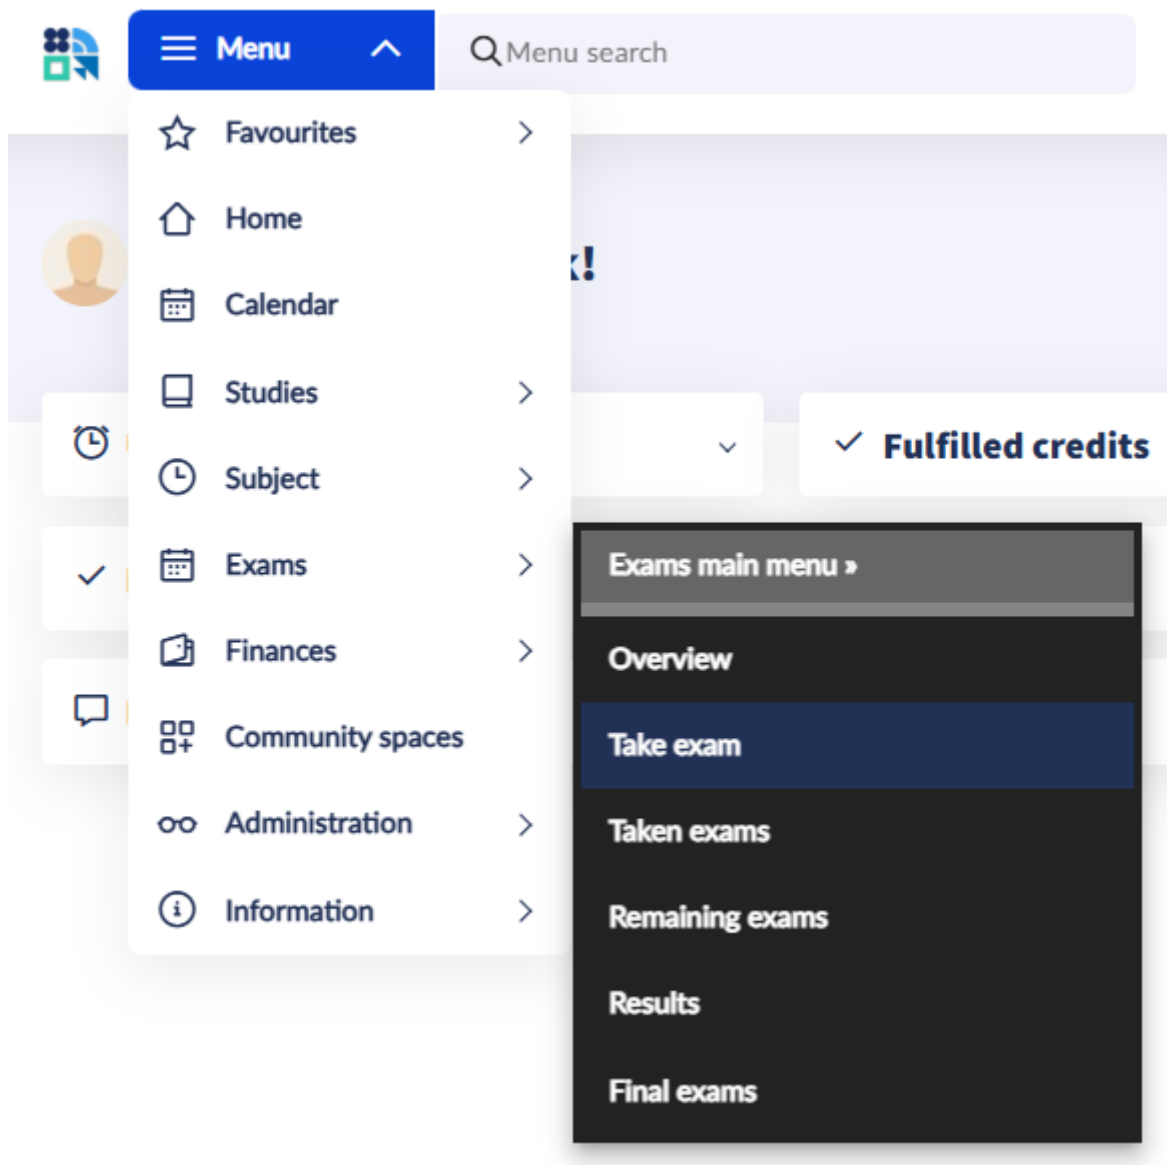 Menu
Menu search
Favourites
Home
!
Calendar
Studies
Fulfilled credits
Subject
Exams
Exams main menu »
Finances
Overview
Community spaces
Take exam
Administration
Taken exams
Information
Remaining exams
Results
Final exams